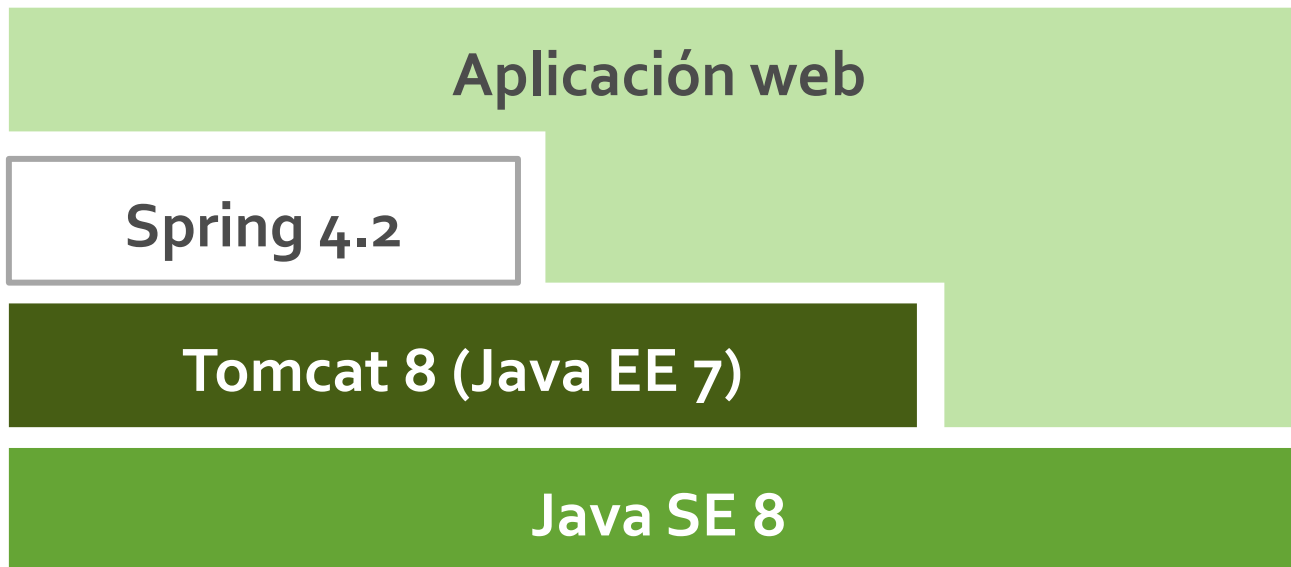 Aplicación web
Spring 4.2
Tomcat 8 (Java EE 7)
Java SE 8